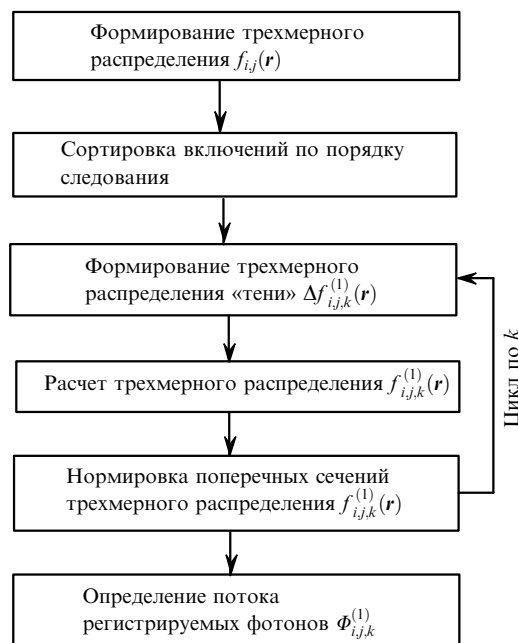 Формирование трехмерного
распределения f_{i,j}(r)
Сортировка включений по порядку
следования
Формирование трехмерного
распределения «тени» Δf^{(1)}_{i,j,k}(r)
Расчет трехмерного распределения f^{(1)}_{i,j,k}(r)
Нормировка поперечных сечений
трехмерного распределения f^{(1)}_{i,j,k}(r)
Определение потока
регистрируемых фотонов Φ^{(1)}_{i,j,k}
Цикл по k